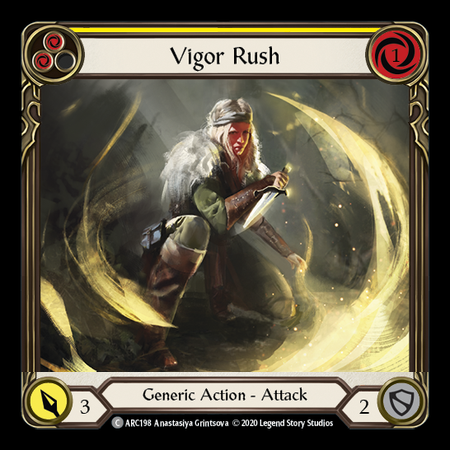 Vigor Rush
1
Generic Action - Attack
3
2
C ARC198 Anastasiya Grintsova © 2020 Legend Story Studios